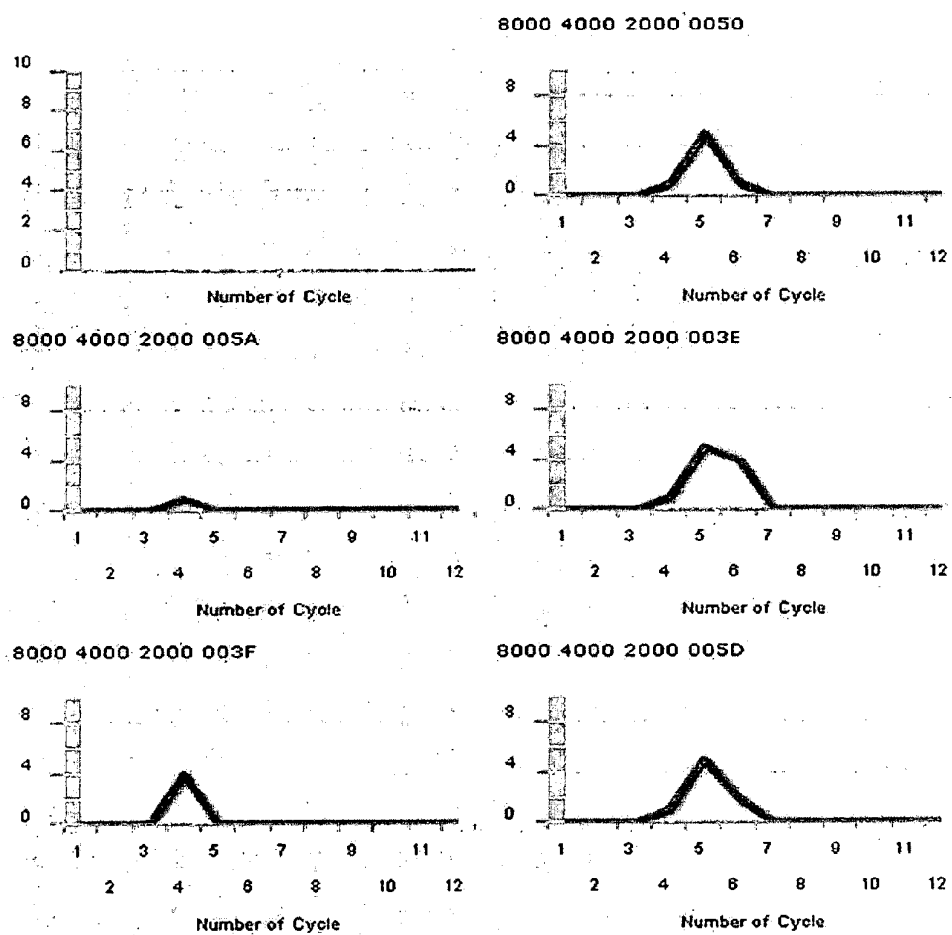 10
8
6
4
2
0
Number of Cycle
8000 4000 2000 0050
8
4
0
1 3 4 5 7 9 11
2 4 6 8 10 12
Number of Cycle
8000 4000 2000 005A
8
4
0
1 3 5 7 9 11
2 4 6 8 10 12
Number of Cycle
8000 4000 2000 003E
8
4
0
1 3 5 7 9 11
2 4 6 8 10 12
Number of Cycle
8000 4000 2000 003F
8
4
0
1 3 5 7 9 11
2 4 6 8 10 12
Number of Cycle
8000 4000 2000 005D
8
4
0
1 3 5 7 9 11
2 4 6 8 10 12
Number of Cycle